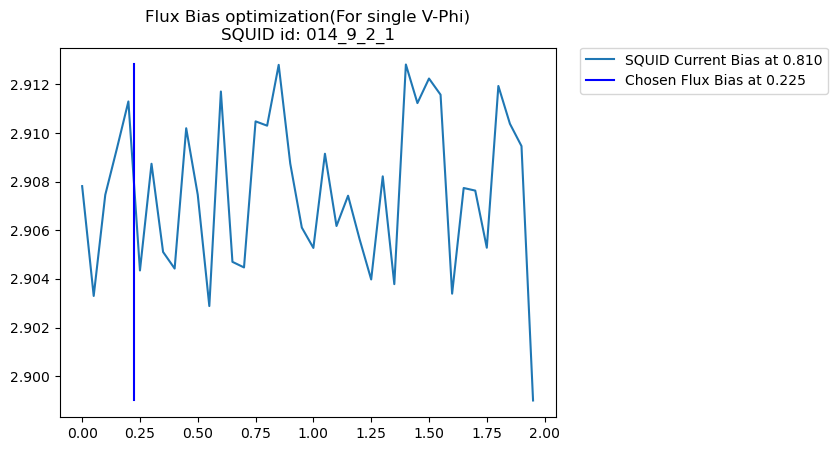 Flux Bias optimization(For single V-Phi)
SQUID id: 014_9_2_1
SQUID Current Bias at 0.810
Chosen Flux Bias at 0.225
2.912
2.910
2.908
2.906
2.904
2.902
2.900
0.00 0.25 0.50 0.75 1.00 1.25 1.50 1.75 2.00